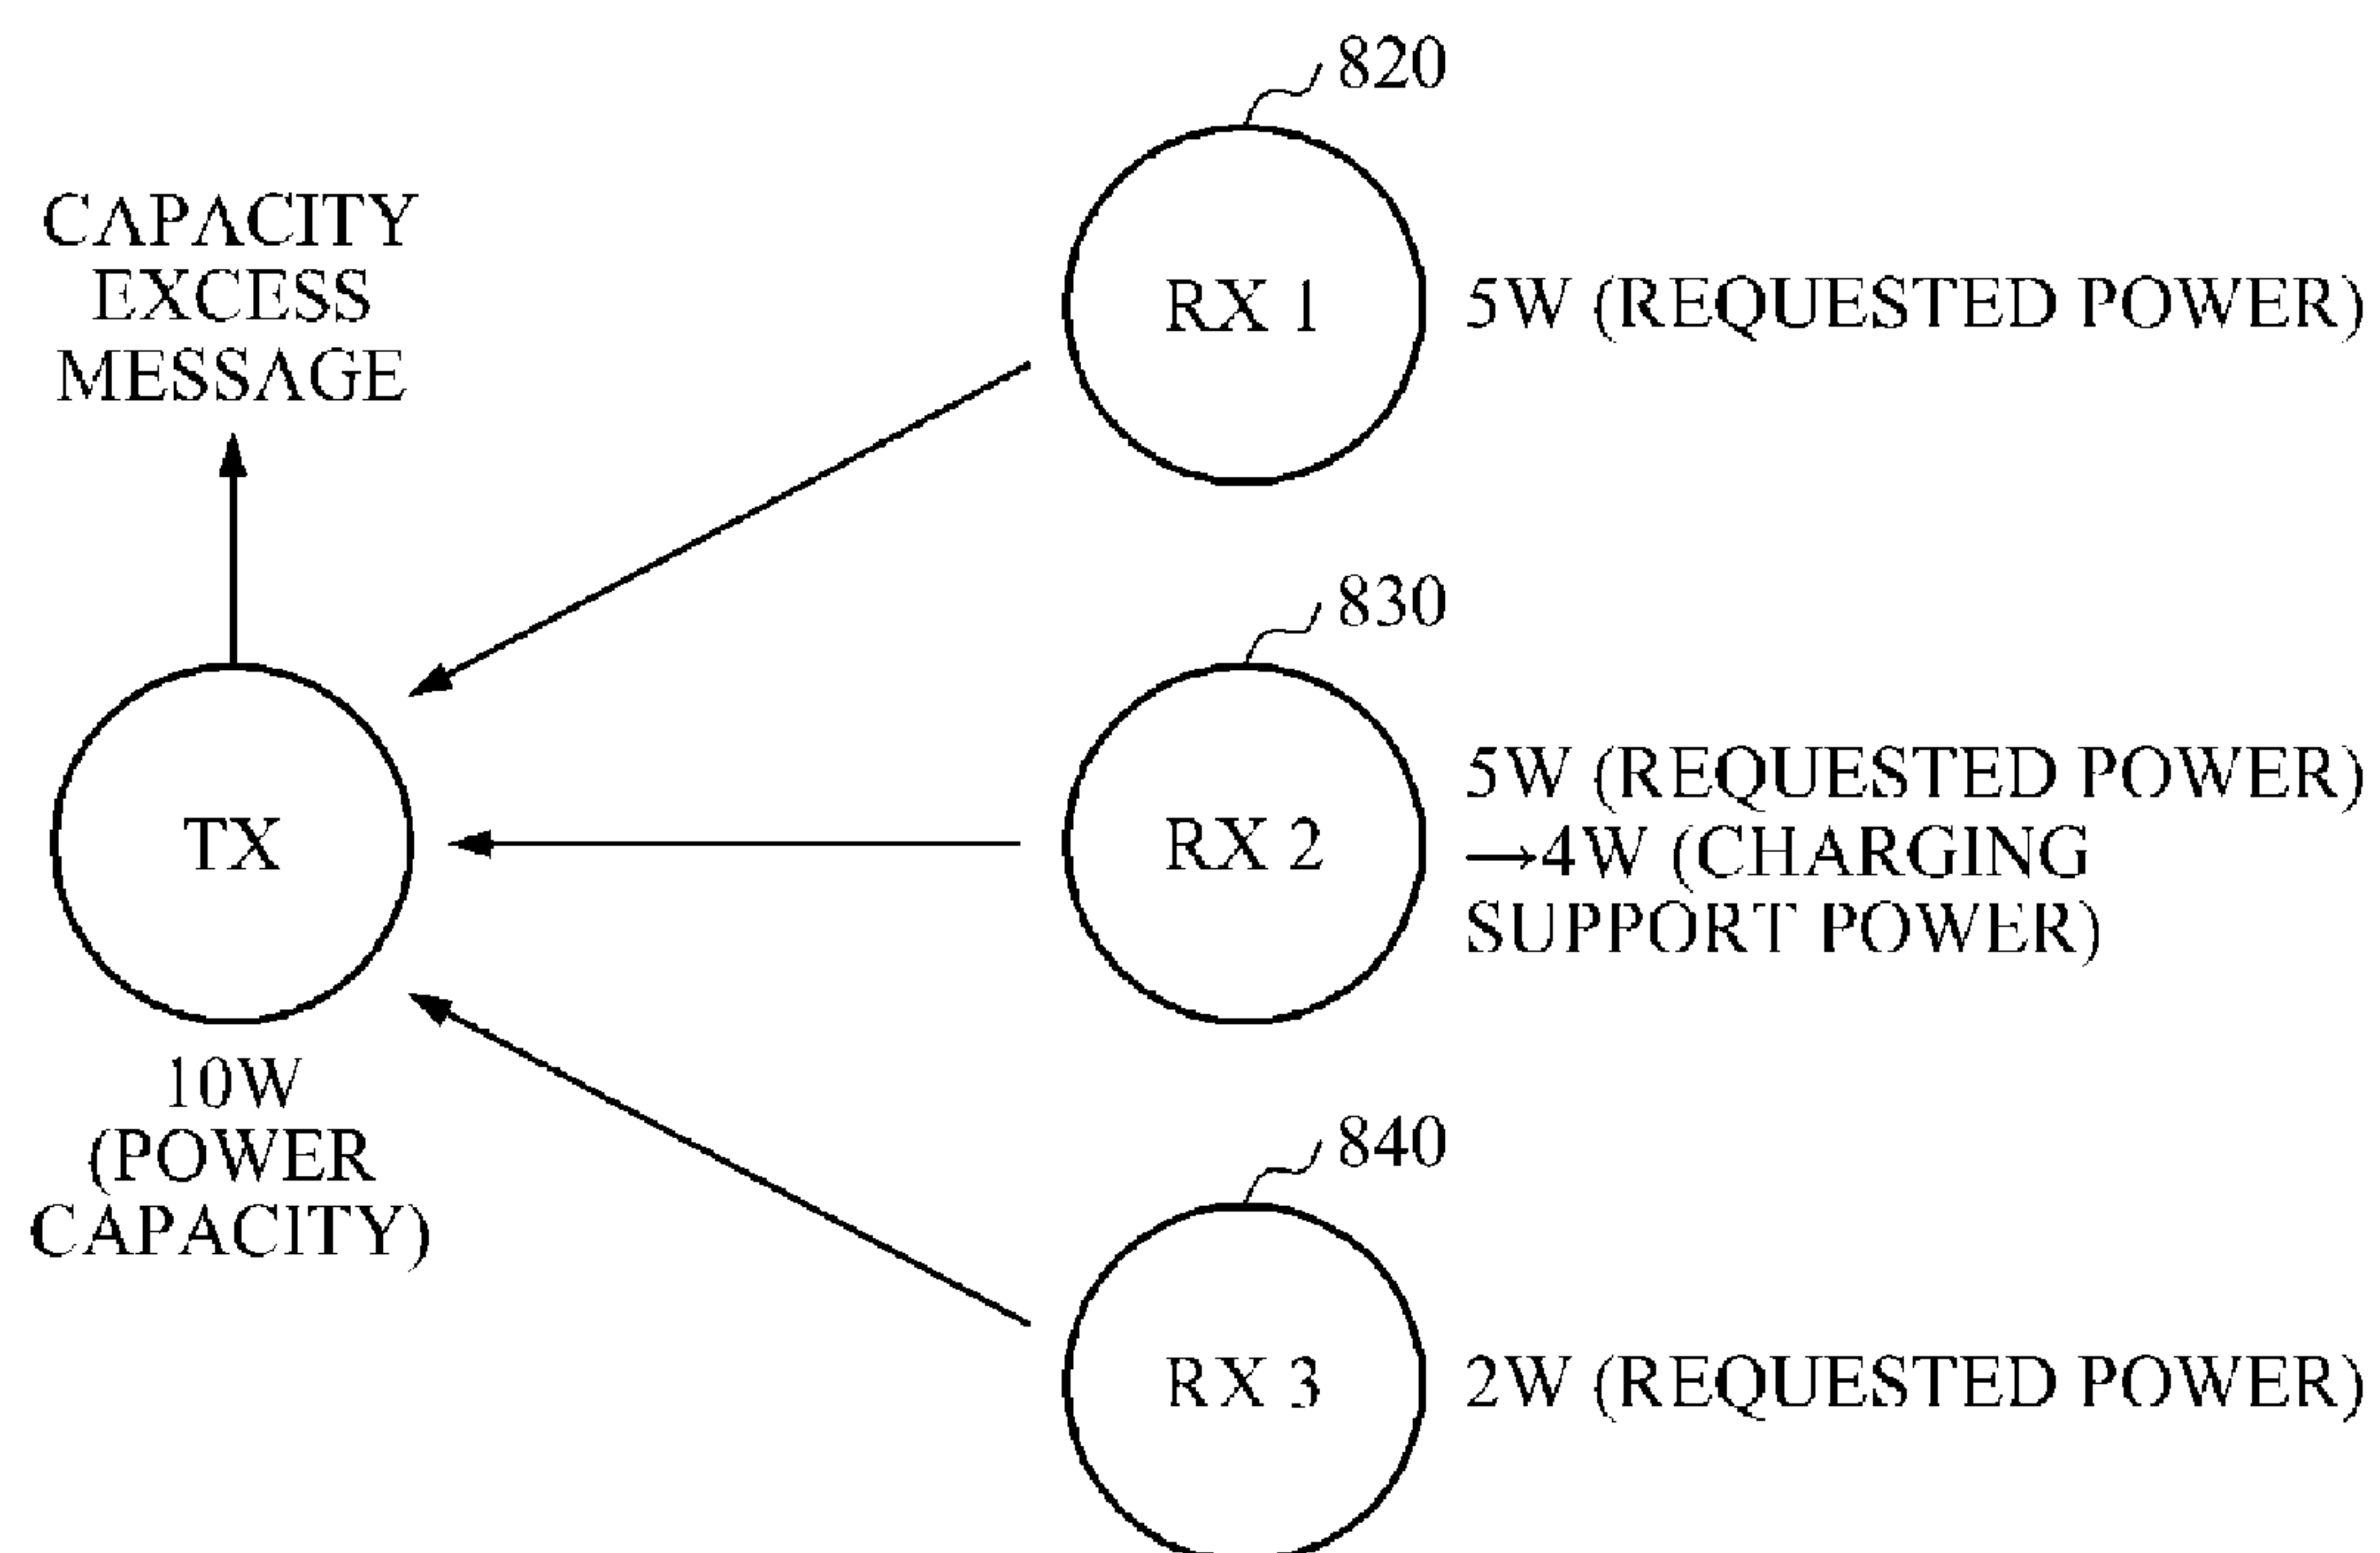 820
CAPACITY
EXCESS
MESSAGE
RX 1
5W (REQUESTED POWER)
830
TX
RX 2
5W (REQUESTED POWER)
→4W (CHARGING
SUPPORT POWER)
10W
(POWER
CAPACITY)
840
RX 3
2W (REQUESTED POWER)